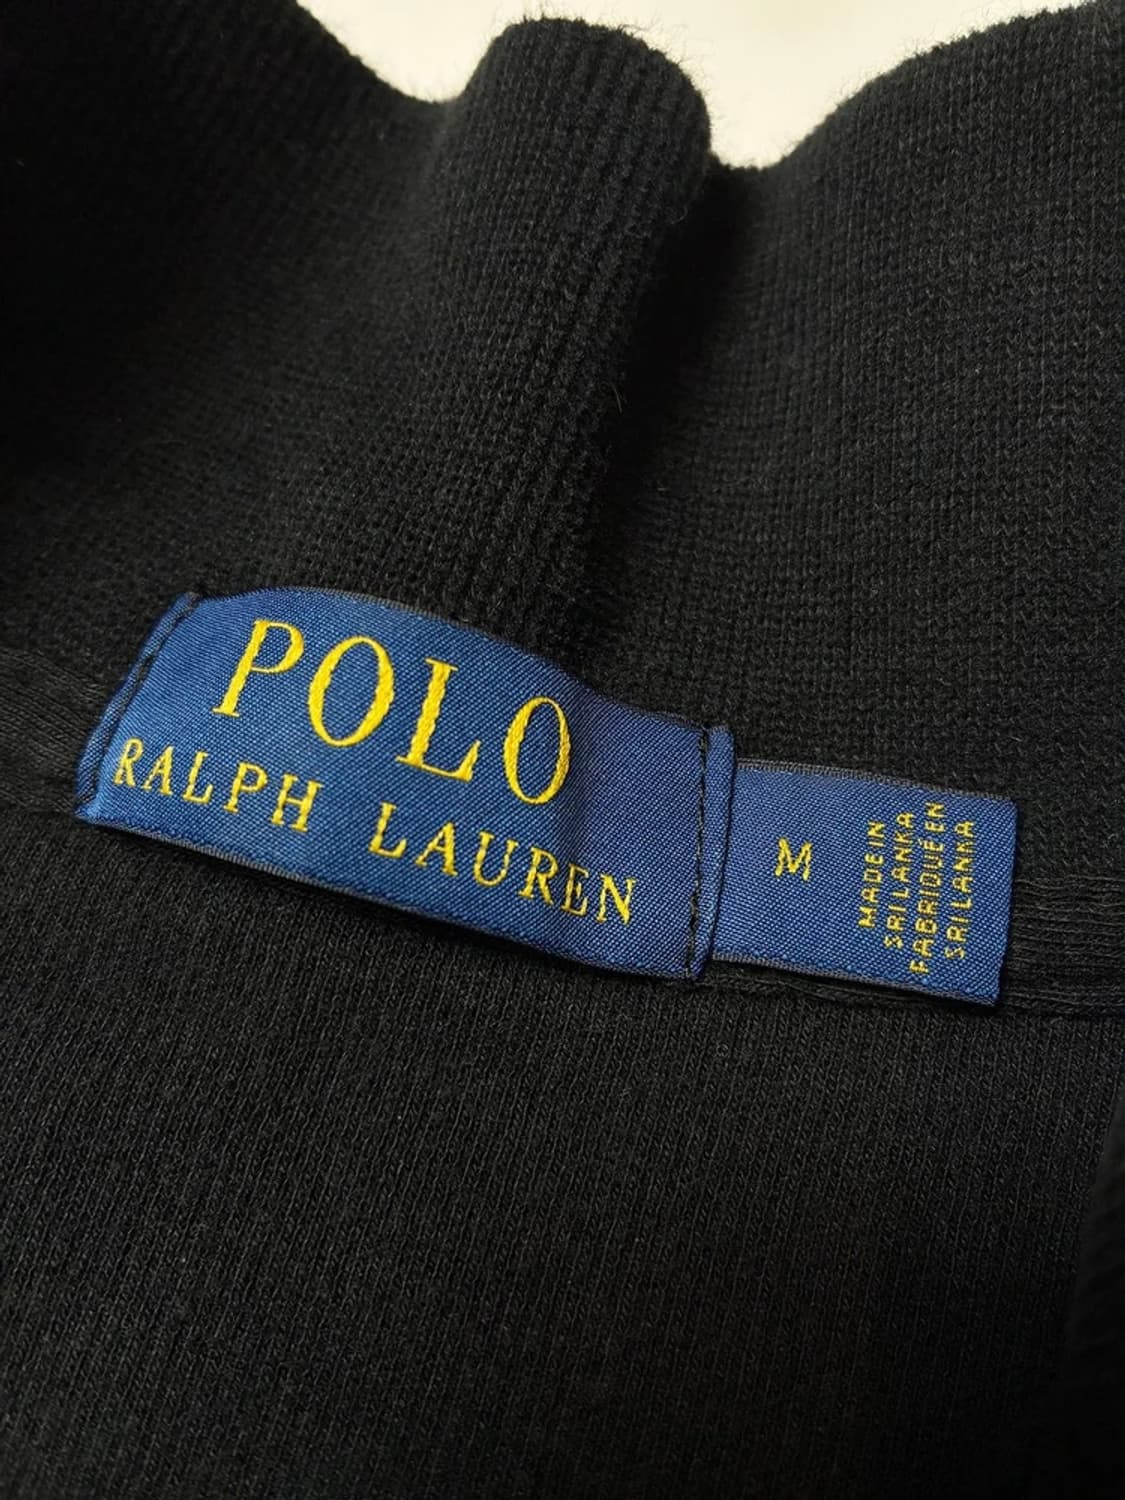 POLO
RALPH LAUREN
M
MADE IN
SRI LANKA
FABRIQUÉ EN
SRI LANKA